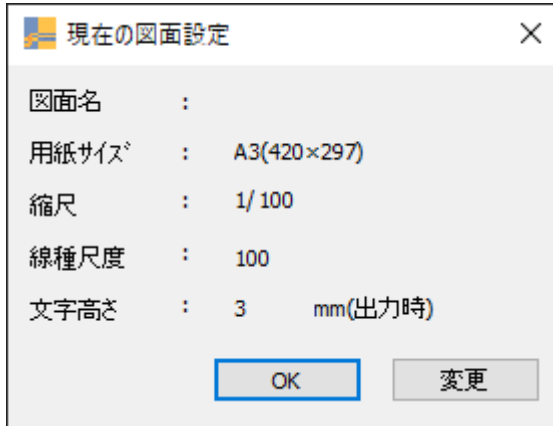 現在の図面設定
図面名 :
用紙サイズ : A3(420×297)
縮尺 : 1/100
線種尺度 : 100
文字高さ : 3 mm(出力時)
OK 変更